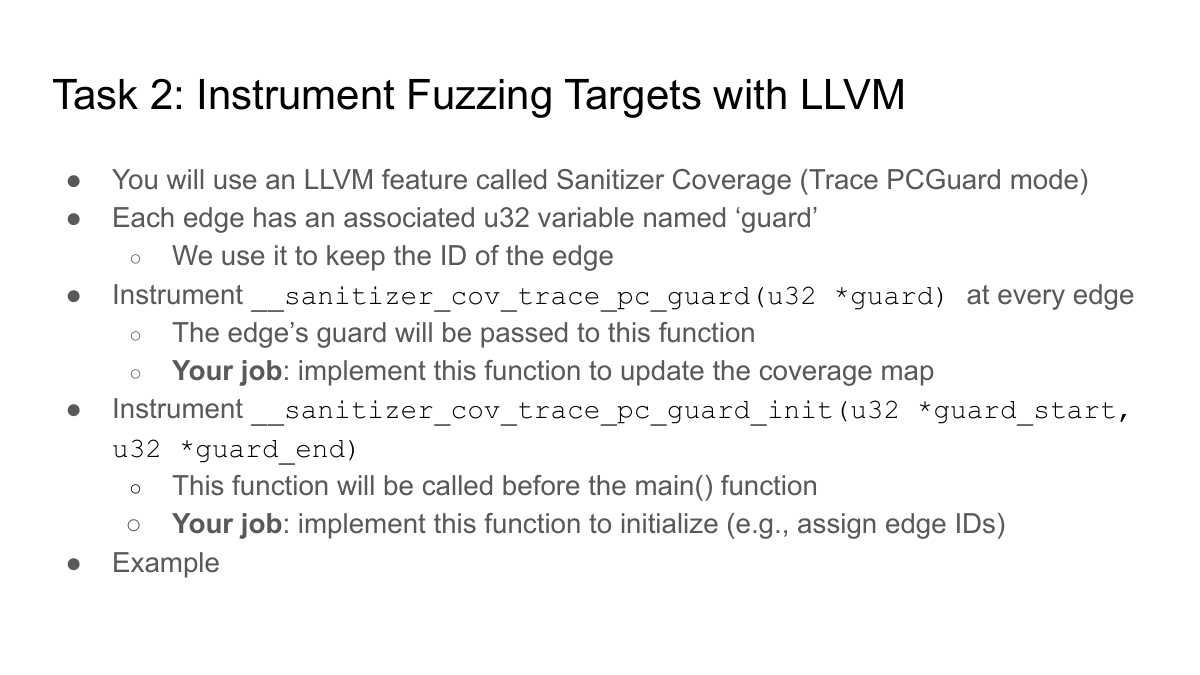 Task 2: Instrument Fuzzing Targets with LLVM
● You will use an LLVM feature called Sanitizer Coverage (Trace PCGuard mode)
● Each edge has an associated u32 variable named ‘guard’
○ We use it to keep the ID of the edge
● Instrument __sanitizer_cov_trace_pc_guard(u32 *guard) at every edge
○ The edge’s guard will be passed to this function
○ Your job: implement this function to update the coverage map
● Instrument __sanitizer_cov_trace_pc_guard_init(u32 *guard_start,
u32 *guard_end)
○ This function will be called before the main() function
○ Your job: implement this function to initialize (e.g., assign edge IDs)
● Example